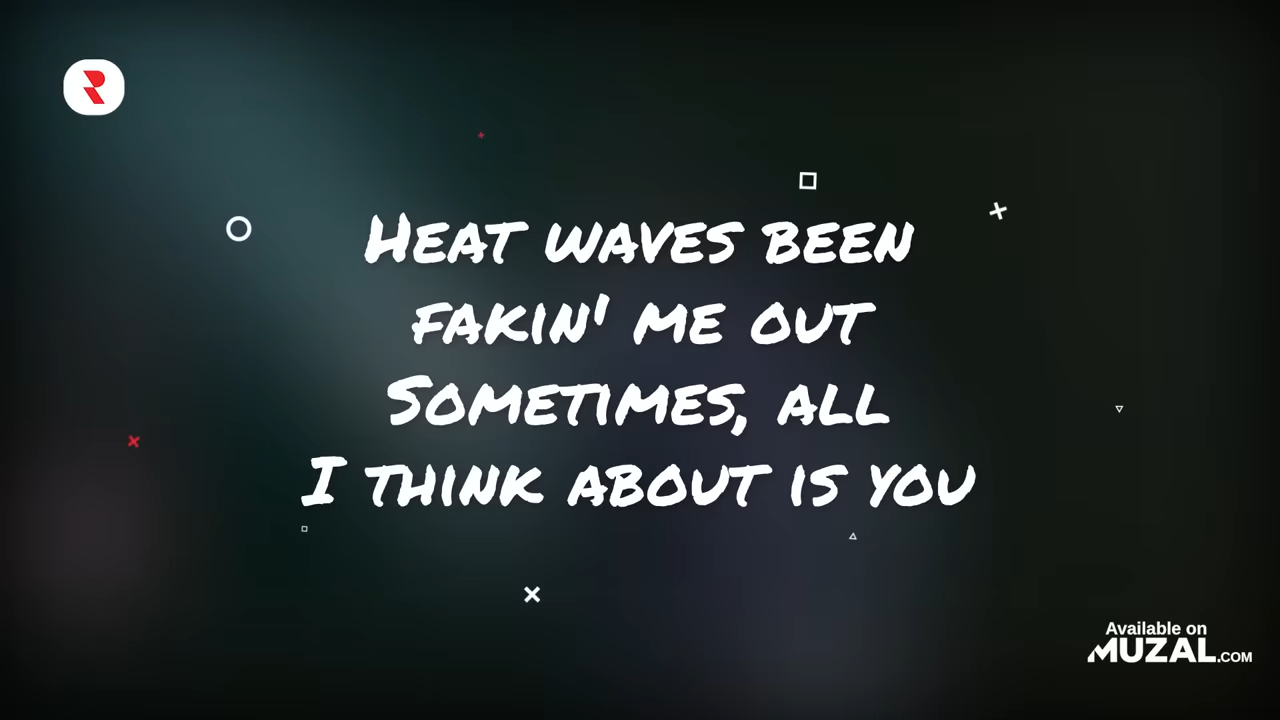 HEAT WAVES BEEN
FAKIN' ME OUT
SOMETIMES, ALL
I THINK ABOUT IS YOU
Available on
MUZAL.COM